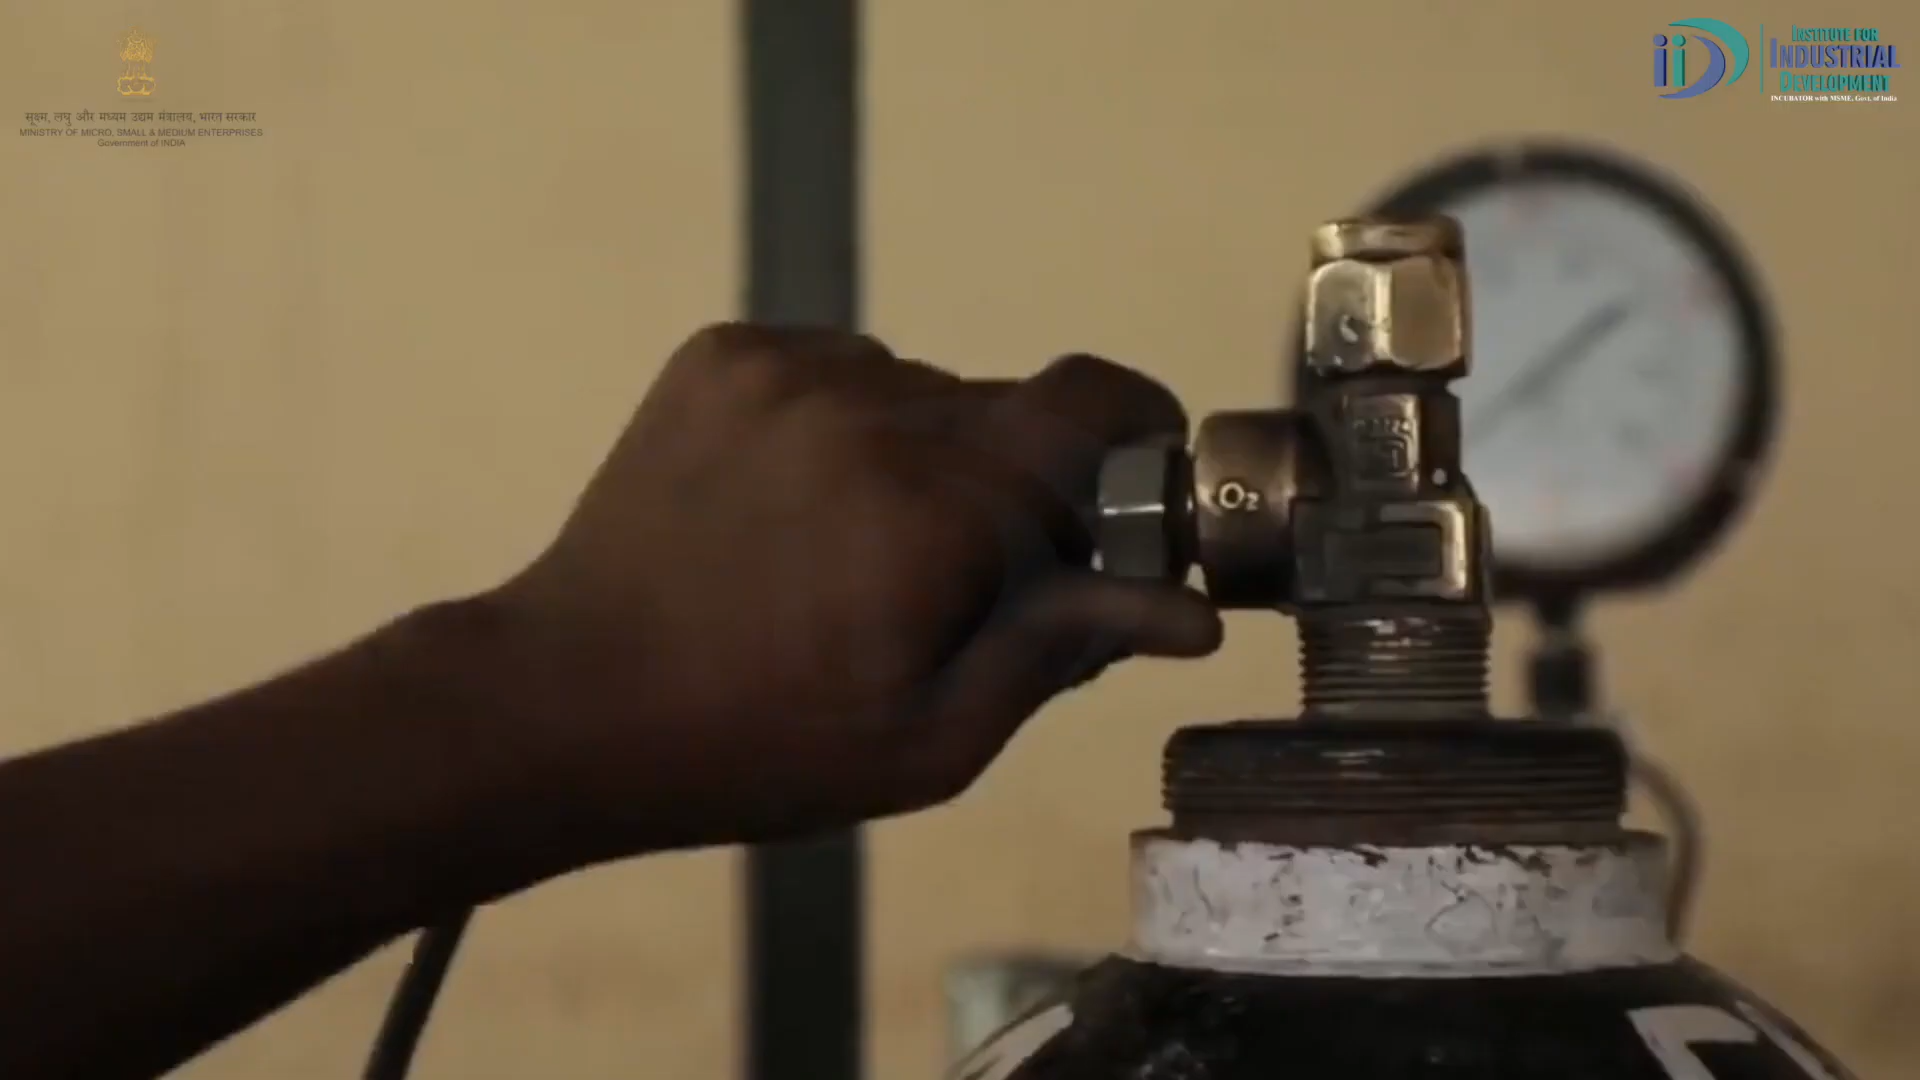 सूक्ष्म, लघु और मध्यम उद्यम मंत्रालय, भारत सरकार
MINISTRY OF MICRO, SMALL & MEDIUM ENTERPRISES
Government of INDIA
iiD
INSTITUTE FOR
INDUSTRIAL
DEVELOPMENT
INCUBATOR with MSME, Govt. of India
O₂